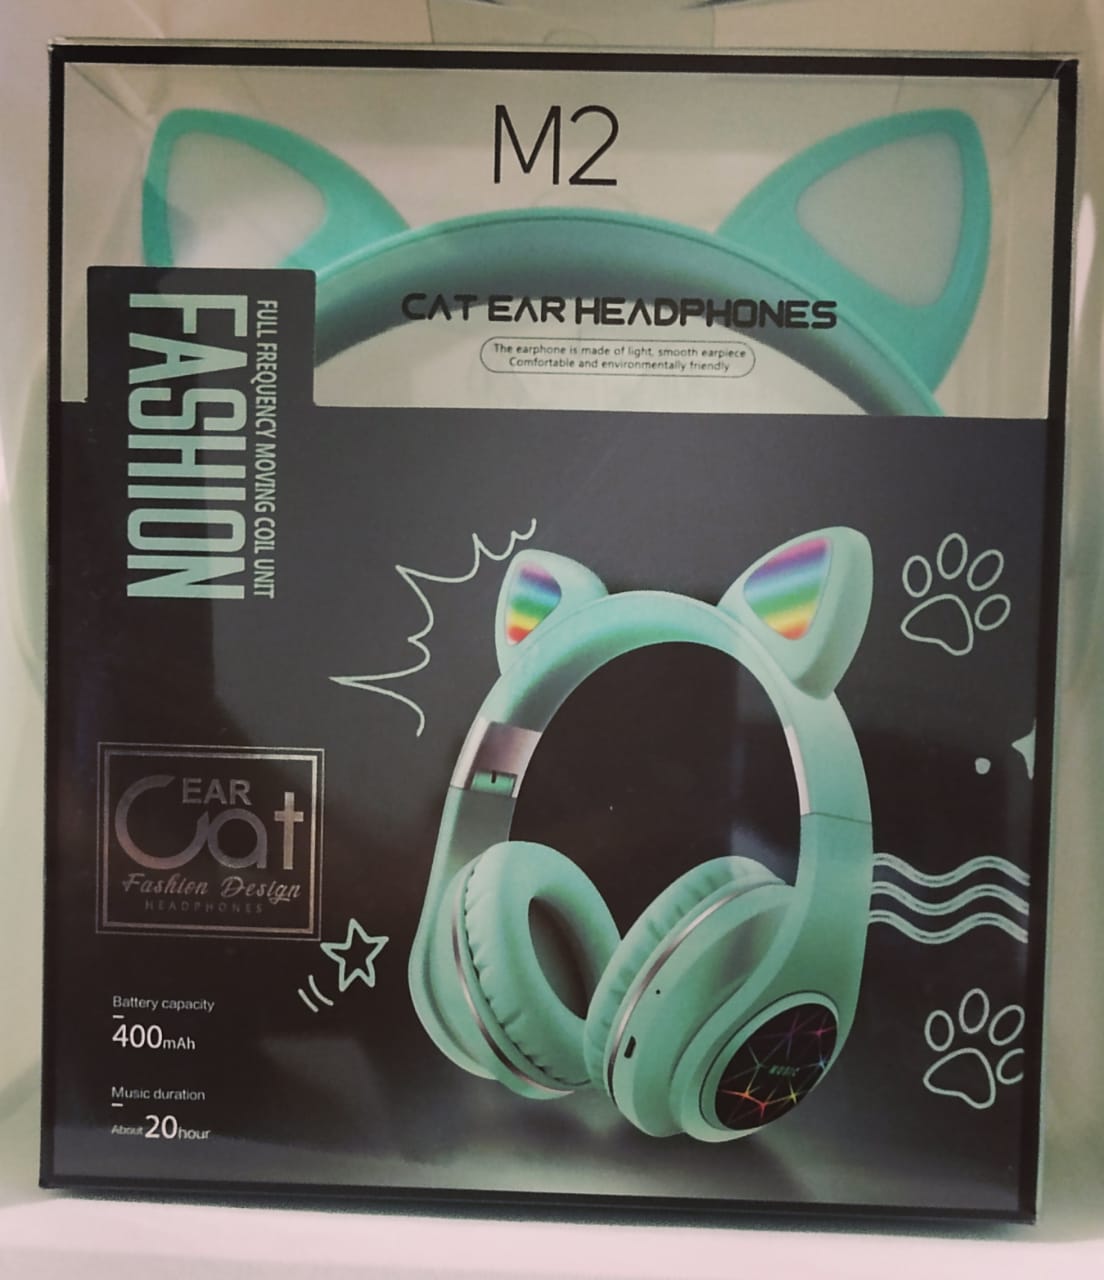 M2
CAT EAR HEADPHONES
The earphone is made of light, smooth earpiece
Comfortable and environmentally friendly
FULL FREQUENCY MOVING COIL UNIT
FASHION
EAR
Cat
Fashion Design
HEADPHONES
Battery capacity
400mAh
Music duration
About 20hour
MUSIC